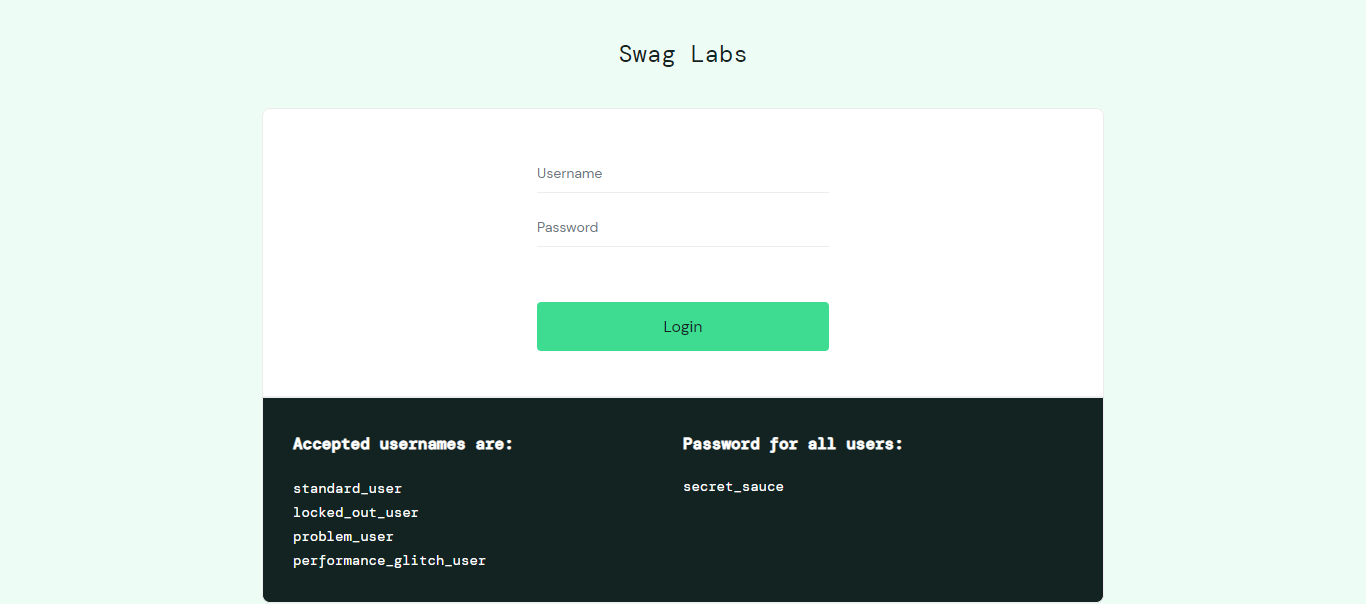 Swag Labs
Username
Password
Login
Accepted usernames are:
standard_user
locked_out_user
problem_user
performance_glitch_user
Password for all users:
secret_sauce